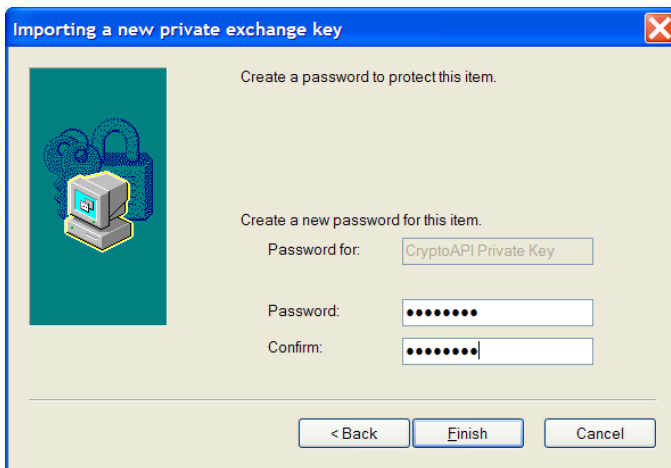 Importing a new private exchange key
Create a password to protect this item.
Create a new password for this item.
Password for: CryptoAPI Private Key
Password: ●●●●●●●●
Confirm: ●●●●●●●●
< Back Finish Cancel